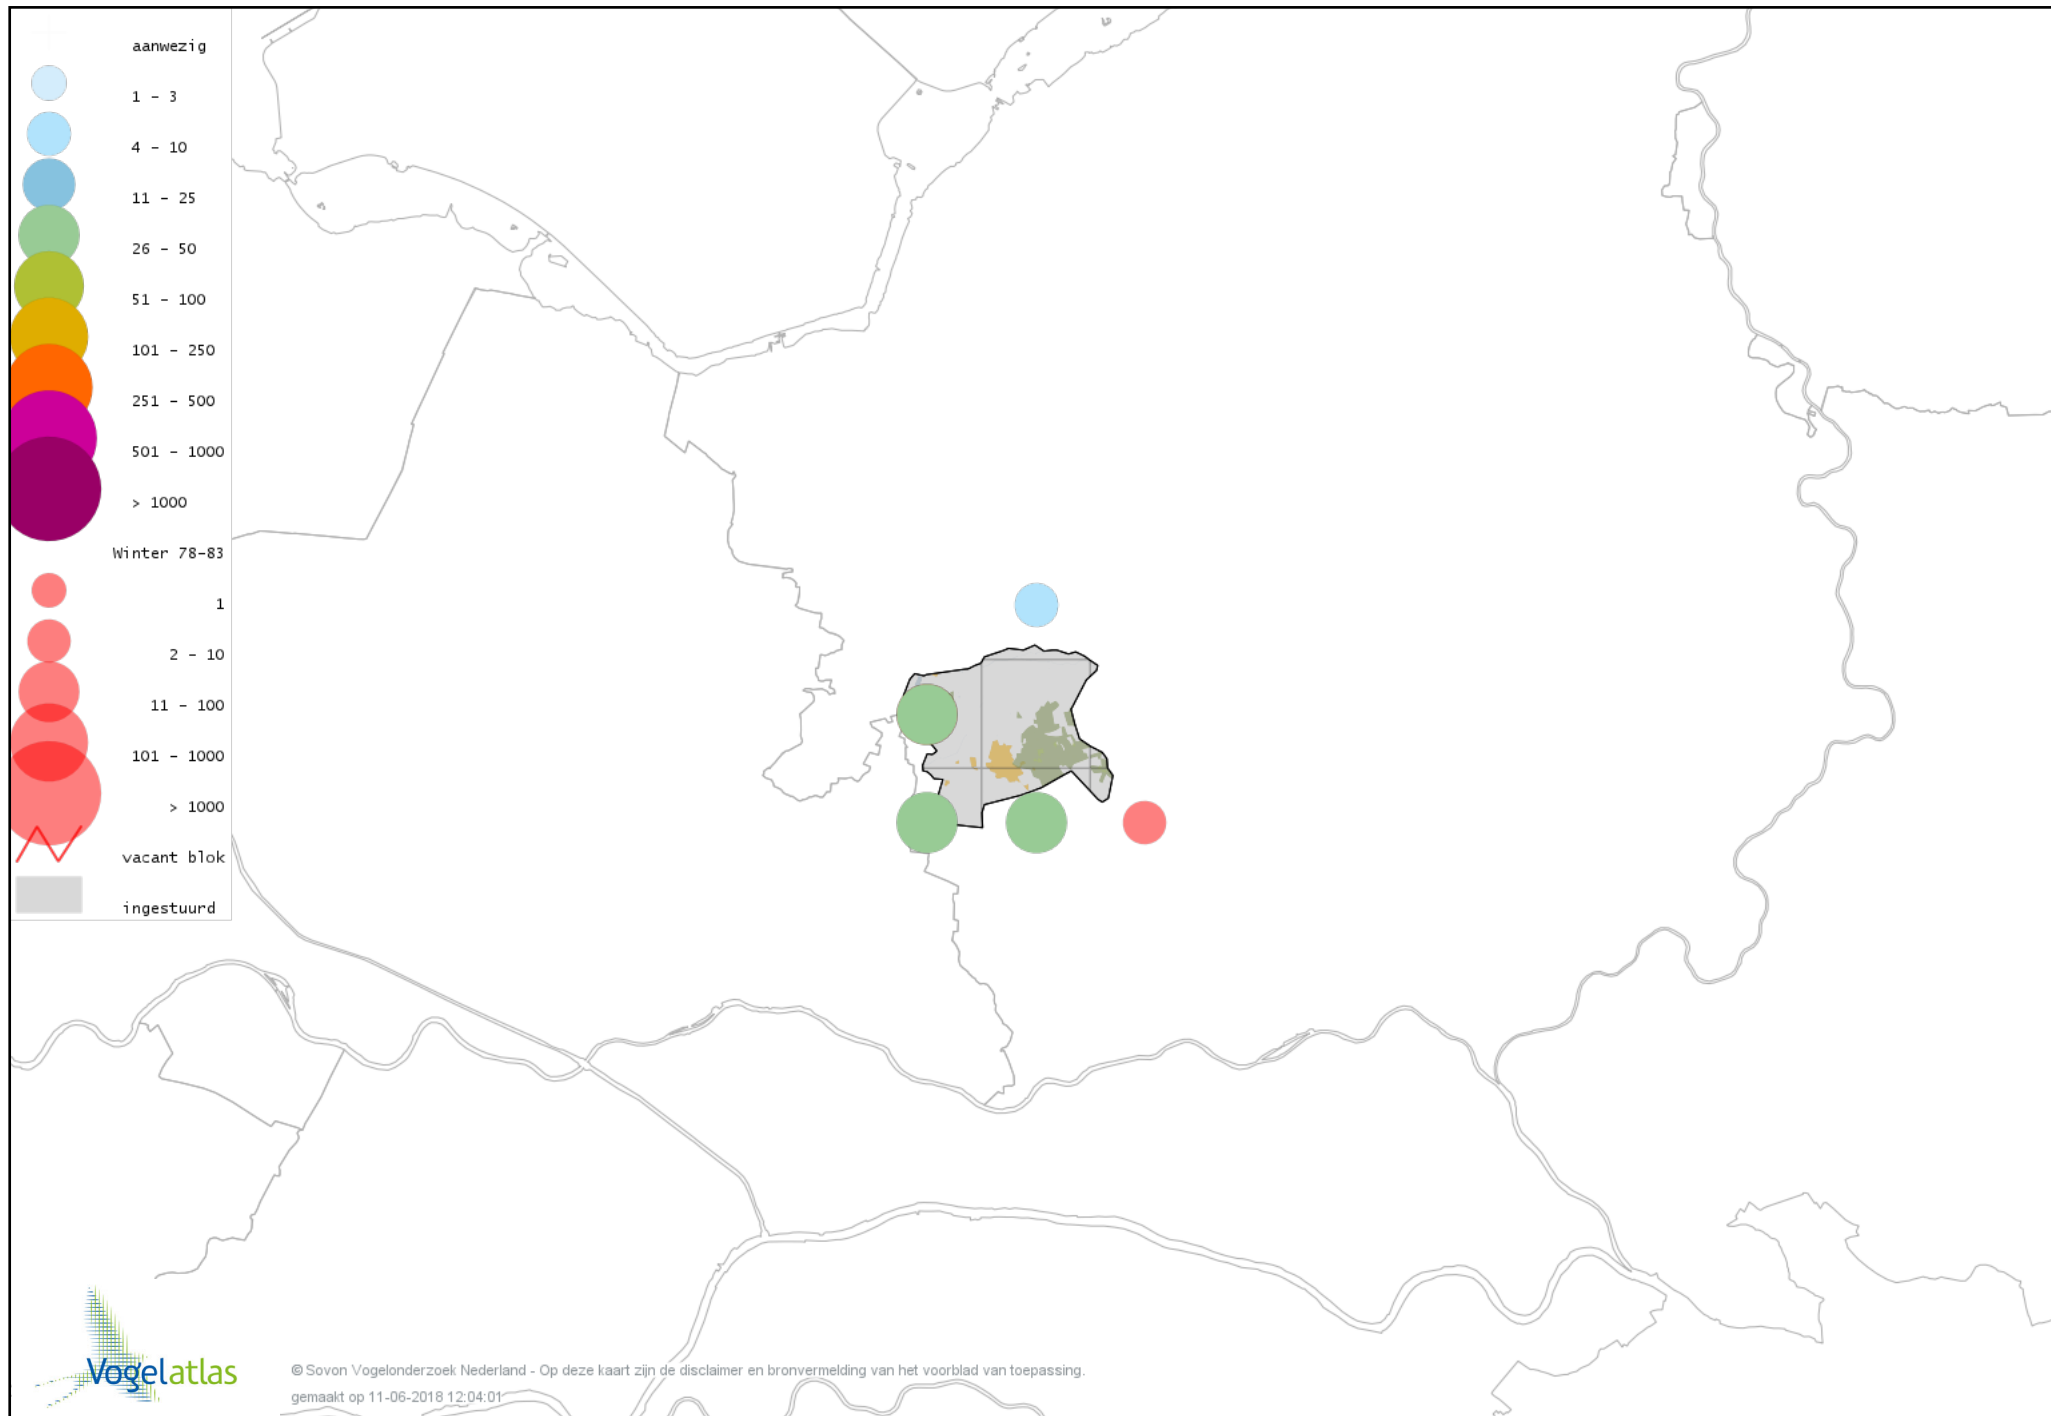 aanwezig
1 - 3
4 - 10
11 - 25
26 - 50
51 - 100
101 - 250
251 - 500
501 - 1000
> 1000
Winter 78-83
1
2 - 10
11 - 100
101 - 1000
> 1000
vacant blok
ingestuurd
Vogelatlas
© Sovon Vogelonderzoek Nederland - Op deze kaart zijn de disclaimer en bronvermelding van het voorblad van toepassing.
gemaakt op 11-06-2018 12:04:01